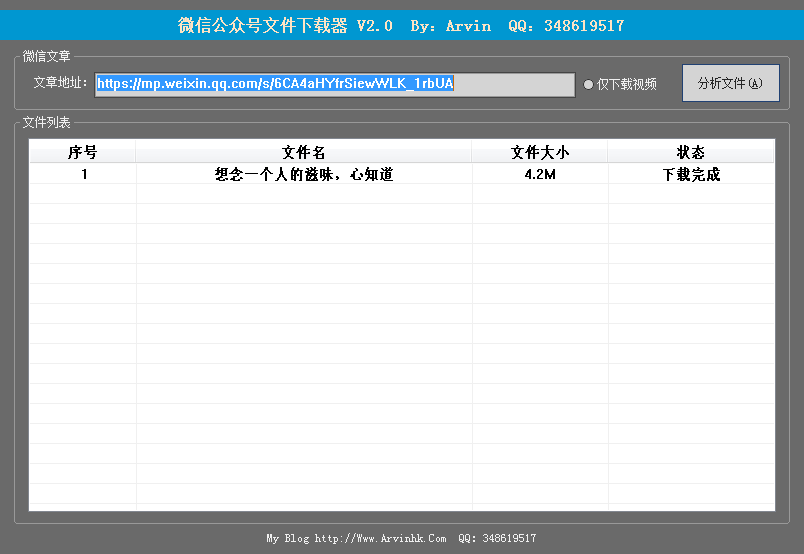 微信公众号文件下载器 V2.0 By：Arvin QQ：348619517
微信文章
文章地址： https://mp.weixin.qq.com/s/6CA4aHYfrSiewWLK_1rbUA 仅下载视频 分析文件(A)
文件列表
序号 文件名 文件大小 状态
1 想念一个人的滋味，心知道 4.2M 下载完成
My Blog http://Www.Arvinhk.Com QQ：348619517